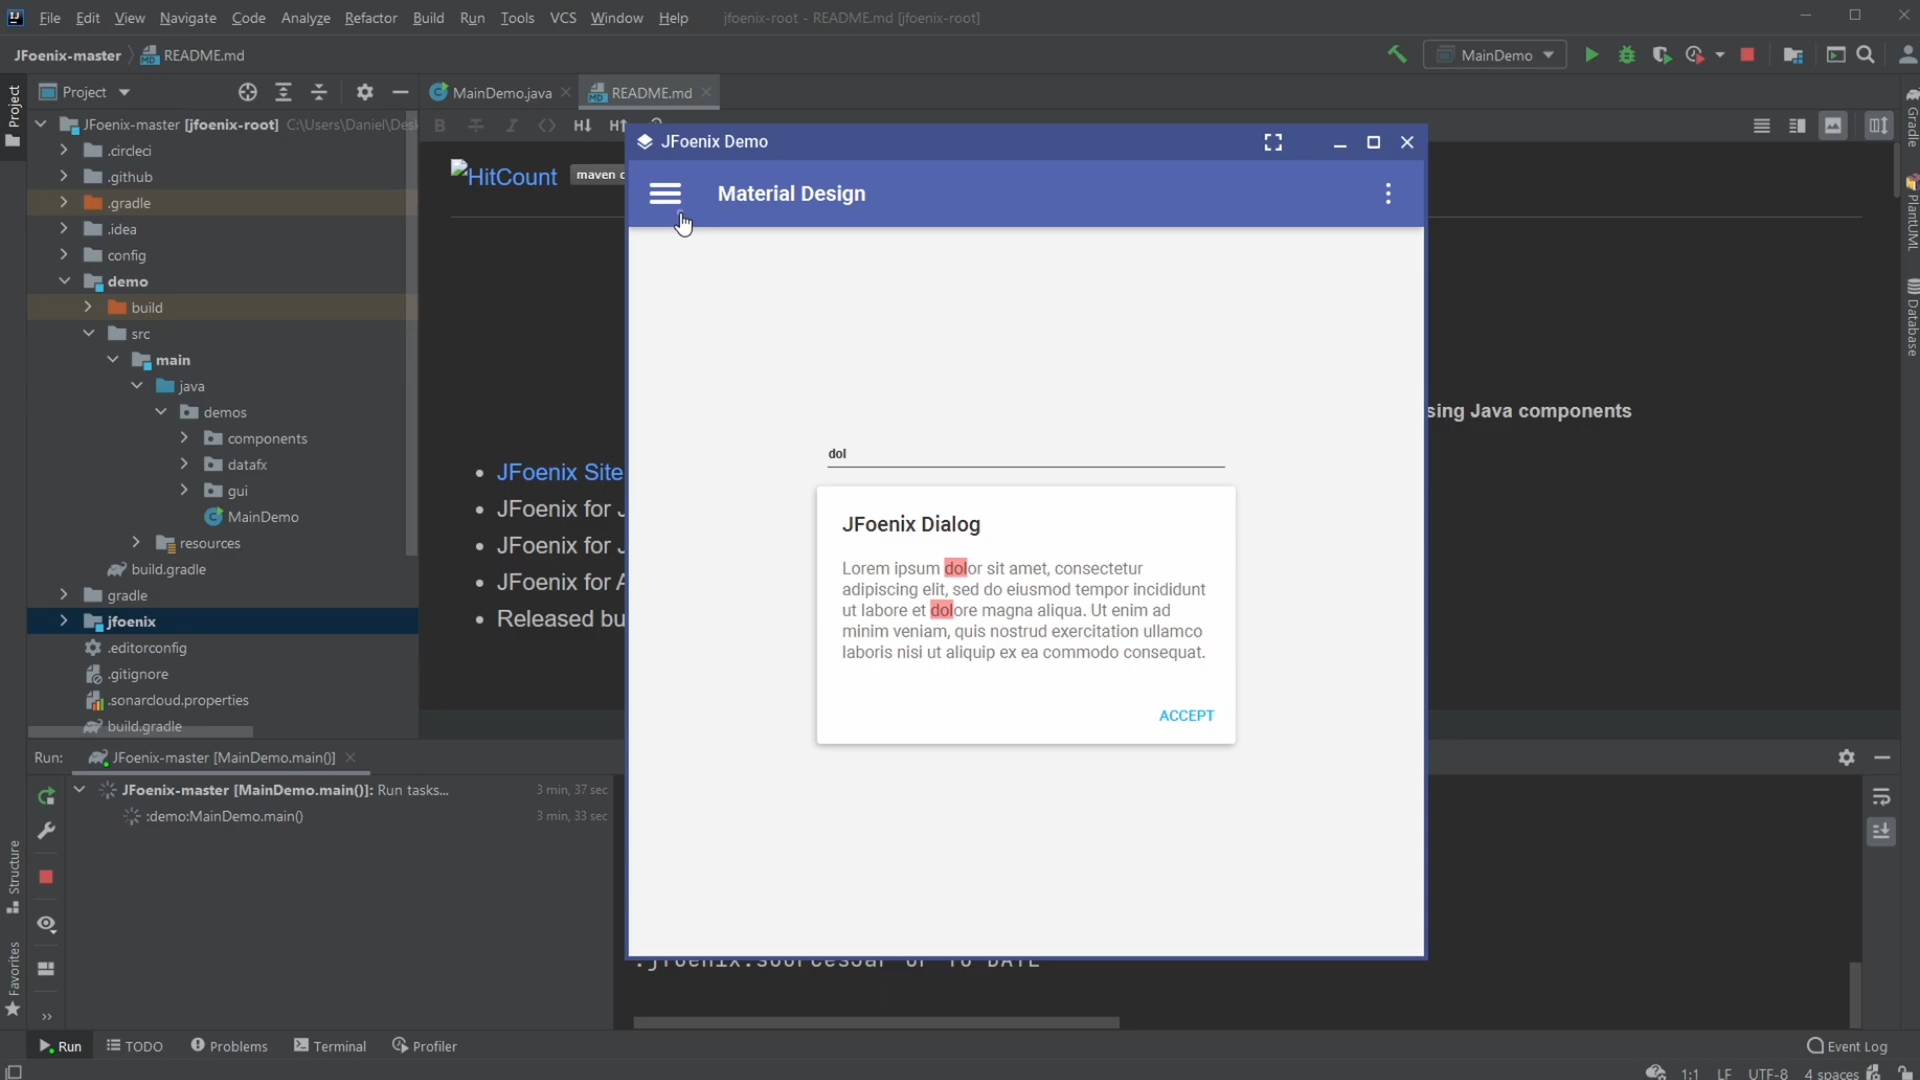 File Edit View Navigate Code Analyze Refactor Build Run Tools VCS Window Help jfoenix-root - README.md [jfoenix-root]
JFoenix-master README.md MainDemo
Project MainDemo.java README.md
JFoenix-master [jfoenix-root] C:\Users\Daniel\Des
.circleci
.github
.gradle
.idea
config
demo
build
src
main
java
demos
components
datafx
gui
MainDemo
resources
build.gradle
gradle
jfoenix
.editorconfig
.gitignore
.sonarcloud.properties
build.gradle
HitCount maven
JFoenix Site
JFoenix for
JFoenix for
JFoenix for
Released bu
sing Java components
JFoenix Demo
Material Design
dol
JFoenix Dialog
Lorem ipsum dolor sit amet, consectetur
adipiscing elit, sed do eiusmod tempor incididunt
ut labore et dolore magna aliqua. Ut enim ad
minim veniam, quis nostrud exercitation ullamco
laboris nisi ut aliquip ex ea commodo consequat.
ACCEPT
Project
Structure
Favorites
Gradle
PlantUML
Database
Run: JFoenix-master [MainDemo.main()]
JFoenix-master [MainDemo.main()]: Run tasks... 3 min, 37 sec
:demo:MainDemo.main() 3 min, 33 sec
Run TODO Problems Terminal Profiler Event Log
1:1 LF UTF-8 4 spaces